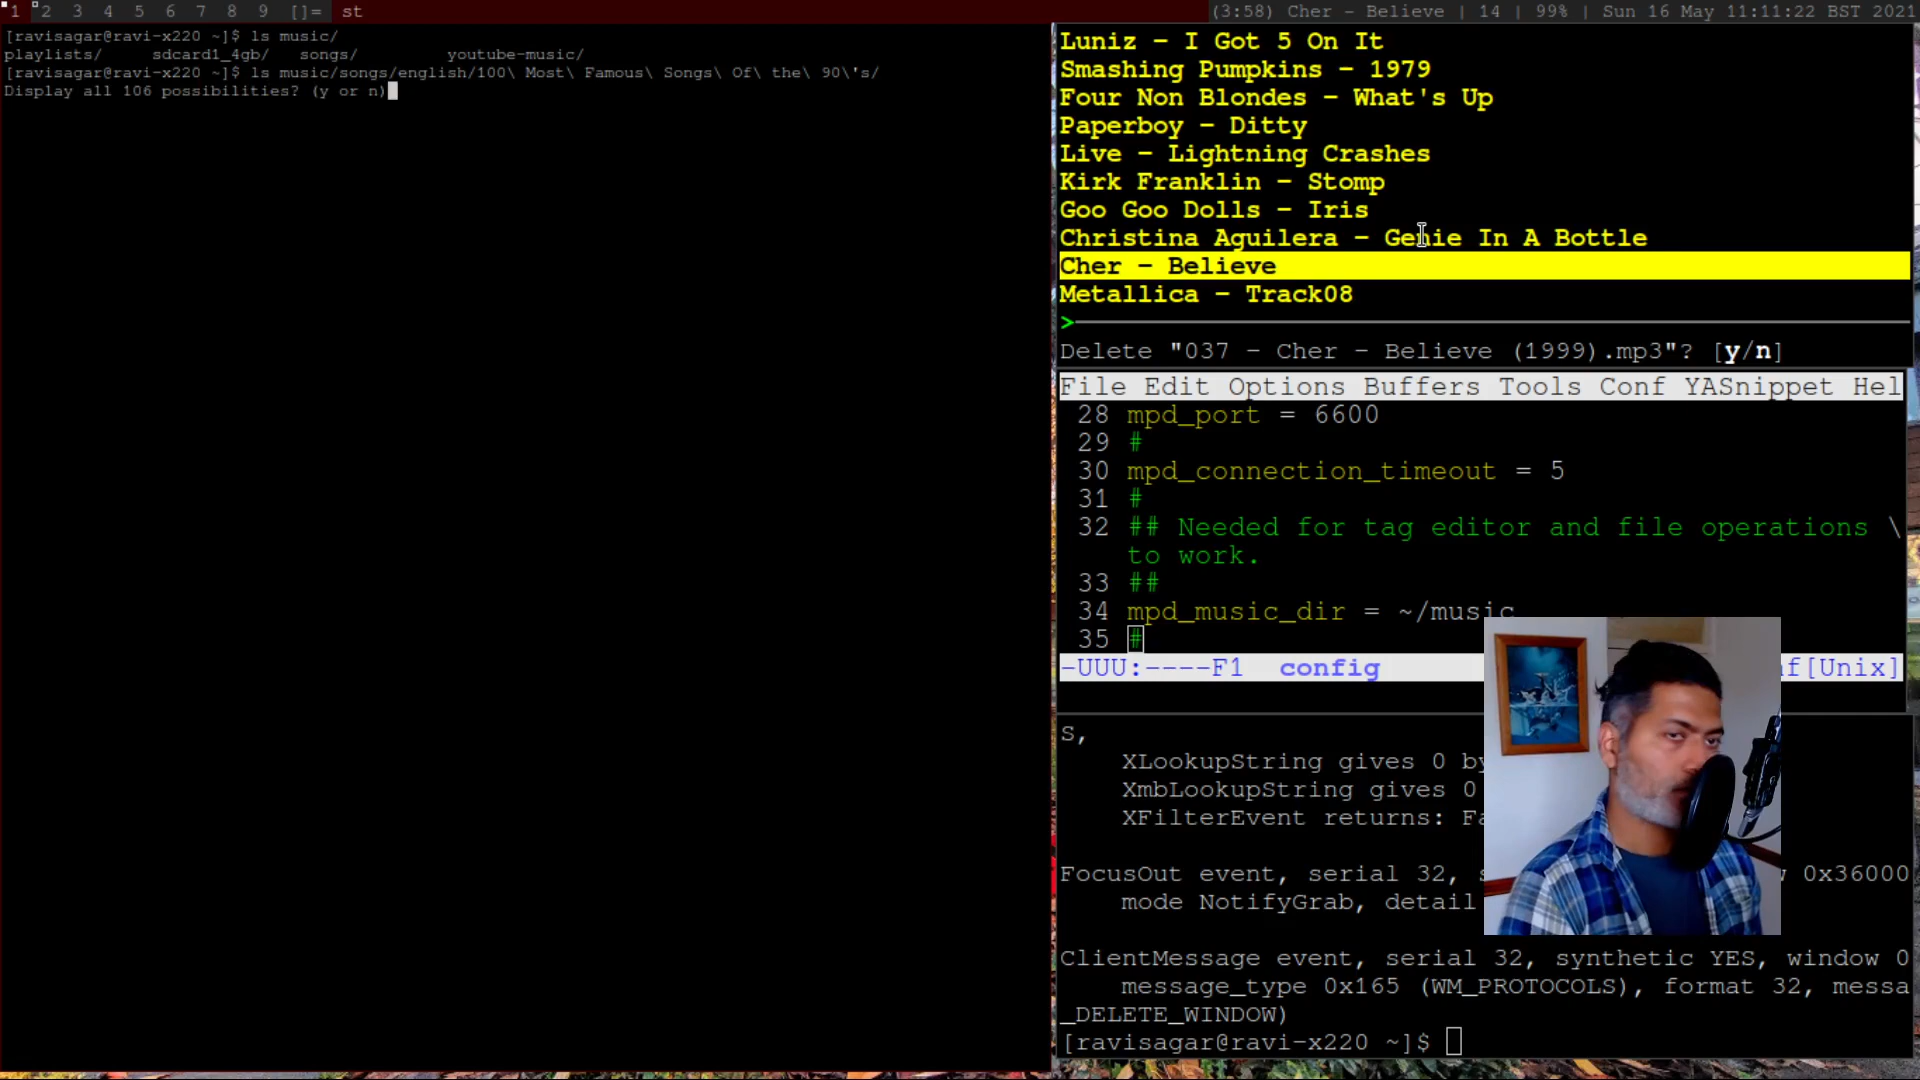 1 2 3 4 5 6 7 8 9 []= st
(3:58) Cher - Believe | 14 | 99% | Sun 16 May 11:11:22 BST 2021
[ravisagar@ravi-x220 ~]$ ls music/
playlists/ sdcard1_4gb/ songs/ youtube-music/
[ravisagar@ravi-x220 ~]$ ls music/songs/english/100\ Most\ Famous\ Songs\ Of\ the\ 90\'s/
Display all 106 possibilities? (y or n)
Luniz - I Got 5 On It
Smashing Pumpkins - 1979
Four Non Blondes - What's Up
Paperboy - Ditty
Live - Lightning Crashes
Kirk Franklin - Stomp
Goo Goo Dolls - Iris
Christina Aguilera - Genie In A Bottle
Cher - Believe
Metallica - Track08
>
Delete "037 - Cher - Believe (1999).mp3"? [y/n]
File Edit Options Buffers Tools Conf YASnippet Hel
28 mpd_port = 6600
29 #
30 mpd_connection_timeout = 5
31 #
32 ## Needed for tag editor and file operations \
to work.
33 ##
34 mpd_music_dir = ~/music
35 #
-UUU:----F1 config f[Unix]
S,
XLookupString gives 0 by
XmbLookupString gives 0
XFilterEvent returns: Fa
FocusOut event, serial 32, 0x36000
mode NotifyGrab, detail
ClientMessage event, serial 32, synthetic YES, window 0
message_type 0x165 (WM_PROTOCOLS), format 32, messa
_DELETE_WINDOW)
[ravisagar@ravi-x220 ~]$